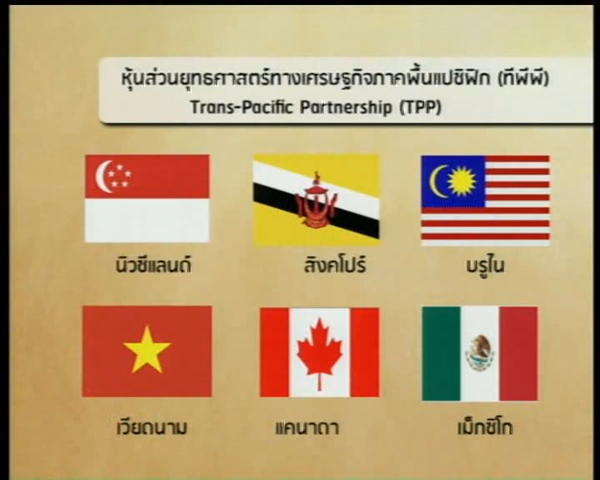 หุ้นส่วนยุทธศาสตร์ทางเศรษฐกิจภาคพื้นแปซิฟิก (ทีพีพี)
Trans-Pacific Partnership (TPP)
นิวซีแลนด์ สิงคโปร์ บรูไน
เวียดนาม แคนาดา เม็กซิโก